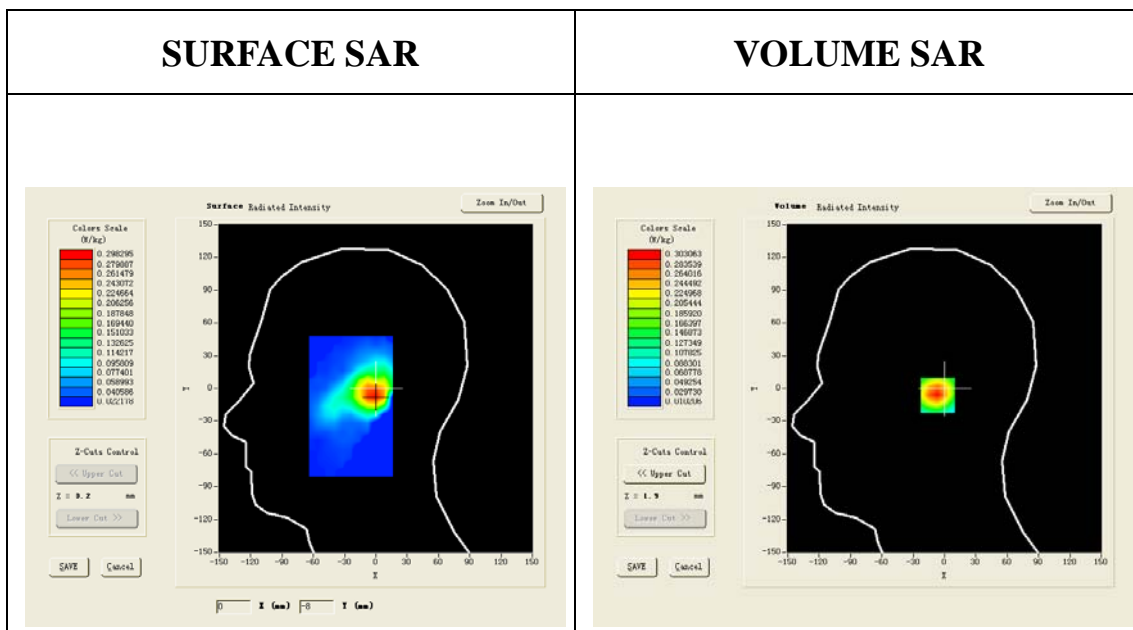 SURFACE SAR
VOLUME SAR
Surface Radiated Intensity
Zoom In/Out
Colors Scale
(W/kg)
0.298295
0.279887
0.261479
0.243072
0.224664
0.206256
0.187848
0.169440
0.151033
0.132625
0.114217
0.095809
0.077401
0.058993
0.040586
0.022178
Z-Cuts Control
<< Upper Cut
Z = 0.2 mm
Lower Cut >>
SAVE
Cancel
150
120
90
60
30
0
-30
-60
-90
-120
-150
Y
-150 -120 -90 -60 -30 0 30 60 90 120 150
X
0 X (mm) -8 Y (mm)
Volume Radiated Intensity
Zoom In/Out
Colors Scale
(W/kg)
0.303063
0.283539
0.264016
0.244492
0.224968
0.205444
0.185920
0.166397
0.146873
0.127349
0.107825
0.088301
0.068778
0.049254
0.029730
0.010206
Z-Cuts Control
<< Upper Cut
Z = 1.9 mm
Lower Cut >>
SAVE
Cancel
150
120
90
60
30
0
-30
-60
-90
-120
-150
Y
-150 -120 -90 -60 -30 0 30 60 90 120 150
X